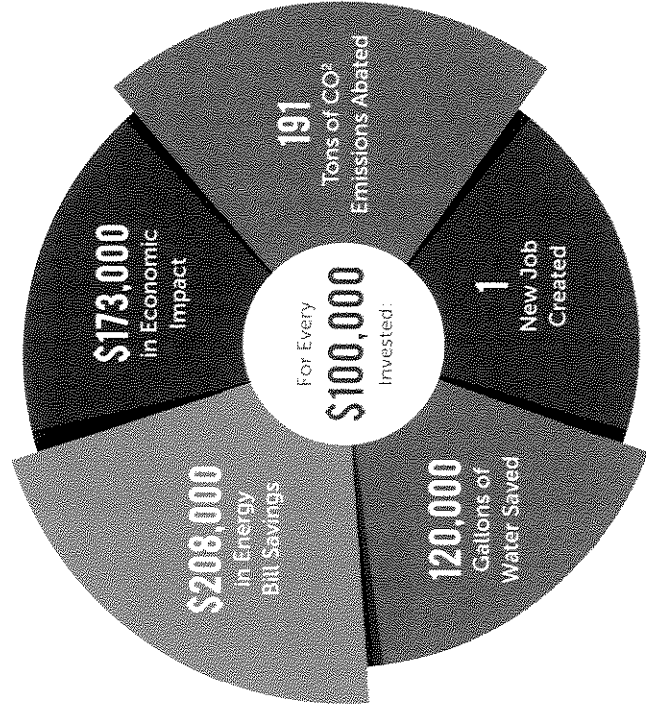 For Every
$100,000
Invested:
$173,000
in Economic
Impact
191
Tons of CO²
Emissions Abated
1
New Job
Created
120,000
Gallons of
Water Saved
$208,000
in Energy
Bill Savings